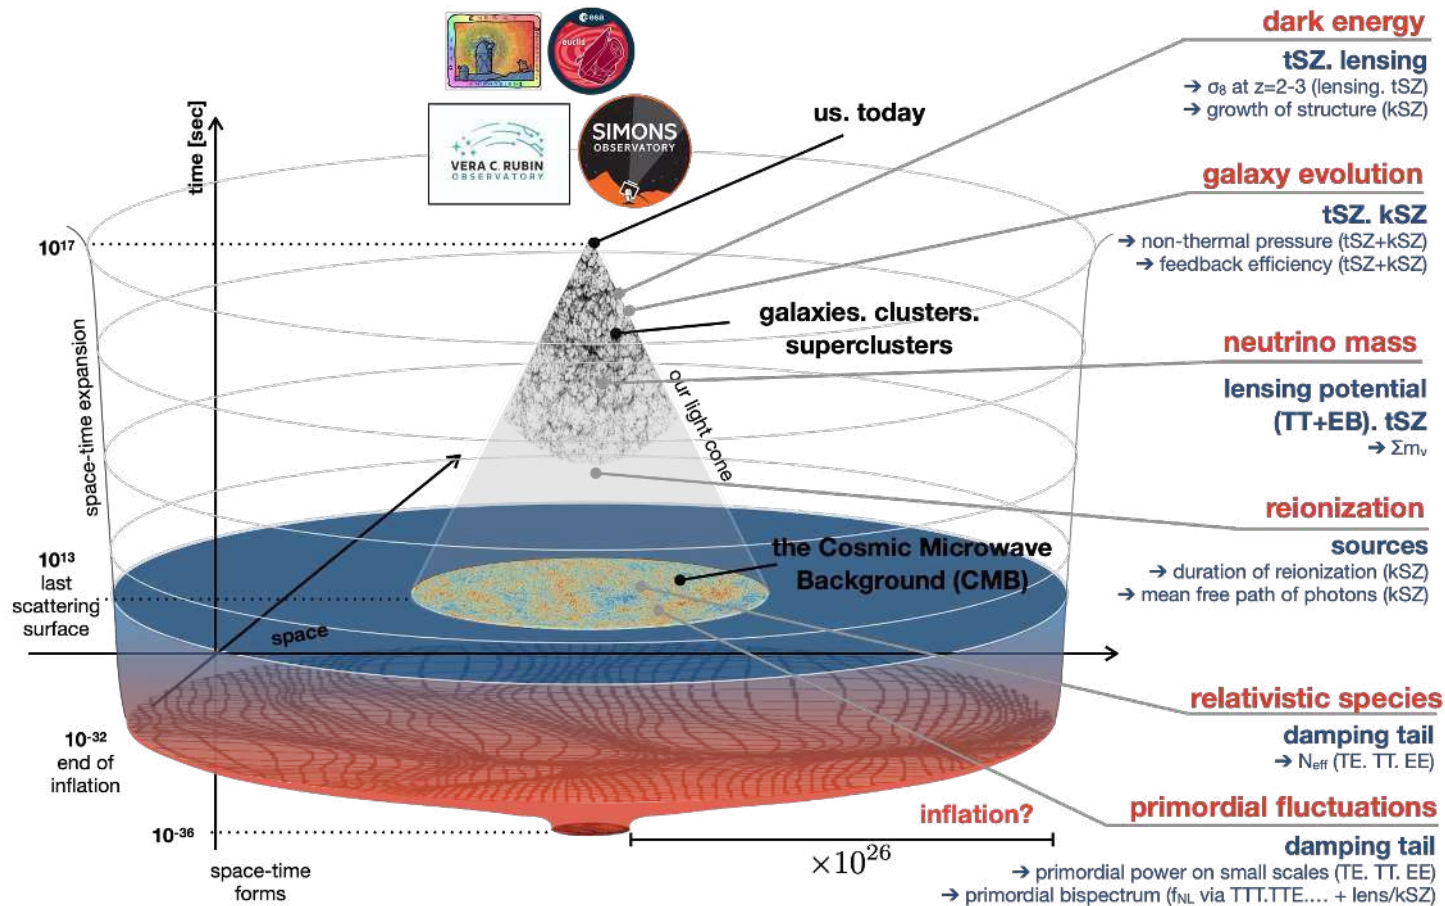 esa
euclid
VERA C. RUBIN
OBSERVATORY
SIMONS
OBSERVATORY
time [sec]
us. today
10¹⁷
galaxies. clusters.
superclusters
our light cone
space-time expansion
10¹³
last
scattering
surface
the Cosmic Microwave
Background (CMB)
space
10⁻³²
end of
inflation
10⁻³⁶
space-time
forms
inflation?
×10²⁶
dark energy
tSZ. lensing
➔ σ₈ at z=2-3 (lensing. tSZ)
➔ growth of structure (kSZ)
galaxy evolution
tSZ. kSZ
➔ non-thermal pressure (tSZ+kSZ)
➔ feedback efficiency (tSZ+kSZ)
neutrino mass
lensing potential
(TT+EB). tSZ
➔ Σmᵥ
reionization
sources
➔ duration of reionization (kSZ)
➔ mean free path of photons (kSZ)
relativistic species
damping tail
➔ Neff (TE. TT. EE)
primordial fluctuations
damping tail
➔ primordial power on small scales (TE. TT. EE)
➔ primordial bispectrum (fNL via TTT.TTE.... + lens/kSZ)